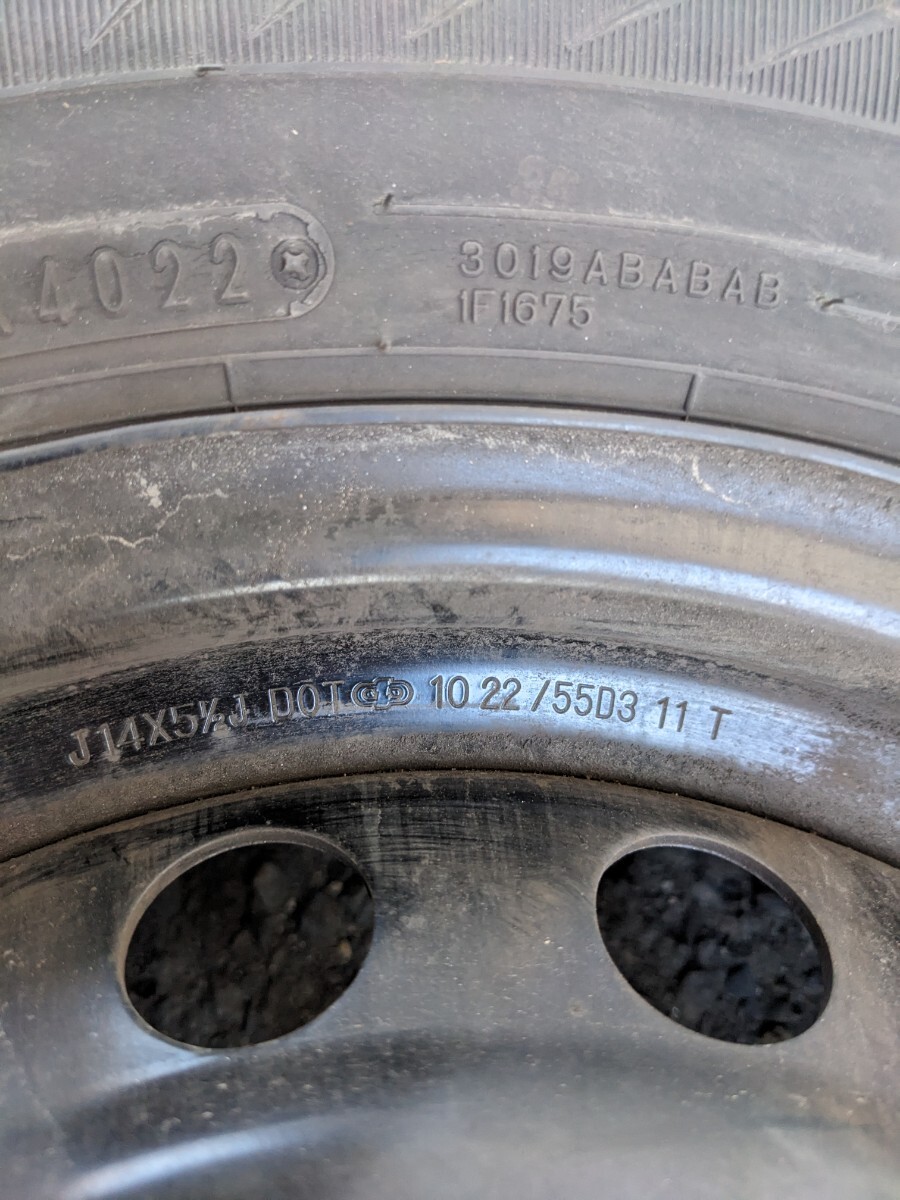 4022
3019ABABAB
1F1675
J14X5½J DOT 10 22 /55D3 11 T